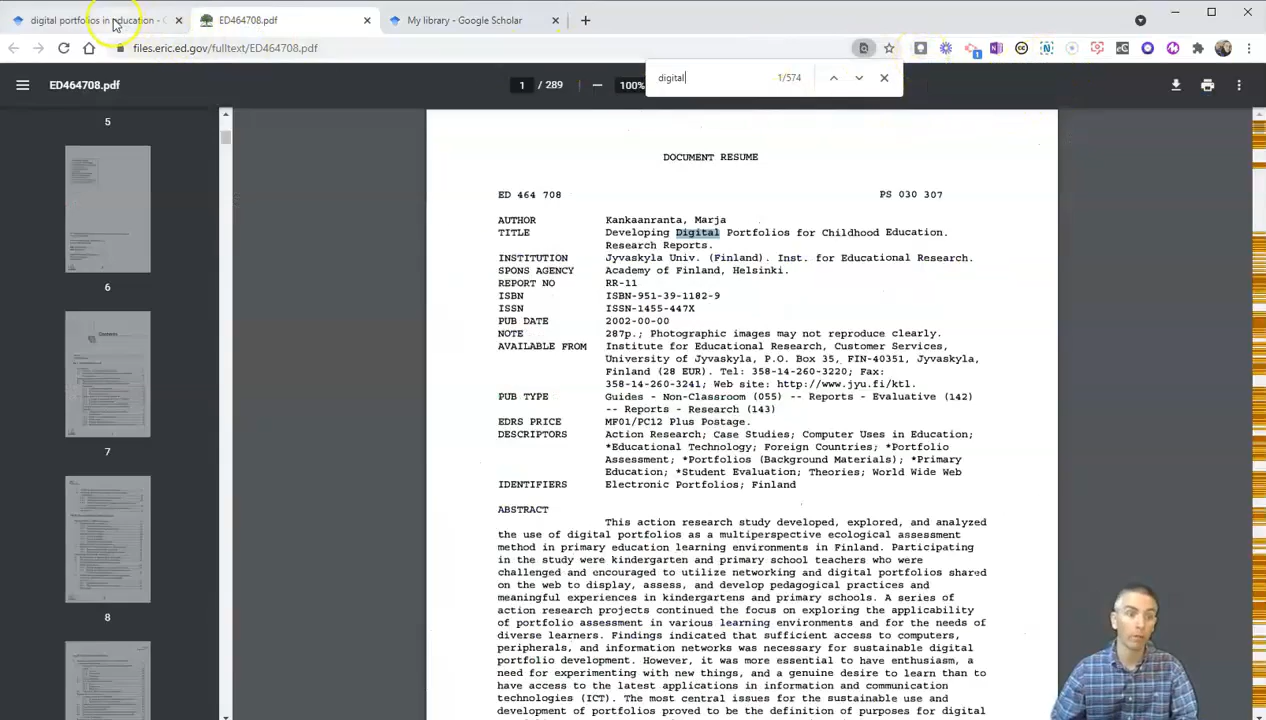 digital portfolios in education -
ED464708.pdf
My library - Google Scholar
files.eric.ed.gov/fulltext/ED464708.pdf
1
digital
1/574
ED464708.pdf
1 / 289
100%
5
6
7
8
DOCUMENT RESUME
ED 464 708
PS 030 307
AUTHOR Kankaanranta, Marja
TITLE Developing Digital Portfolios for Childhood Education.
Research Reports.
INSTITUTION Jyvaskyla Univ. (Finland). Inst. for Educational Research.
SPONS AGENCY Academy of Finland, Helsinki.
REPORT NO RR-11
ISBN ISBN-951-39-1182-9
ISSN ISSN-1455-447X
PUB DATE 2002-00-00
NOTE 287p.; Photographic images may not reproduce clearly.
AVAILABLE FROM Institute for Educational Research, Customer Services,
University of Jyvaskyla, P.O. Box 35, FIN-40351, Jyvaskyla,
Finland (28 EUR). Tel: 358-14-260-3220; Fax:
358-14-260-3241; Web site: http://www.jyu.fi/ktl.
PUB TYPE Guides - Non-Classroom (055) -- Reports - Evaluative (142)
-- Reports - Research (143)
EDRS PRICE MF01/PC12 Plus Postage.
DESCRIPTORS Action Research; Case Studies; Computer Uses in Education;
*Educational Technology; Foreign Countries; *Portfolio
Assessment; *Portfolios (Background Materials); *Primary
Education; *Student Evaluation; Theories; World Wide Web
IDENTIFIERS Electronic Portfolios; Finland
ABSTRACT
This action research study developed, explored, and analyzed
the use of digital portfolios as a multiperspective ecological assessment
method in primary education learning environments in Finland. Participating
in the study were kindergarten and primary school teachers who were
challenged and encouraged to utilize networking and digital portfolios shared
on the web to display, assess, and develop pedagogical practices and
meaningful experiences in kindergartens and primary schools. A series of
action research projects continued the focus on exploring the applicability
of portfolio assessment in various learning environments and for the needs of
diverse learners. Findings indicated that sufficient access to computers,
peripherals, and information networks was necessary for sustainable digital
portfolio development. However, it was more essential to have enthusiasm, a
need for experimenting with new things, and a genuine desire to learn than to
have access to the latest applications in information and communication
technologies (ICT). The most central issues for the sustainable use and
development of portfolios proved to be the definition of purposes for digital